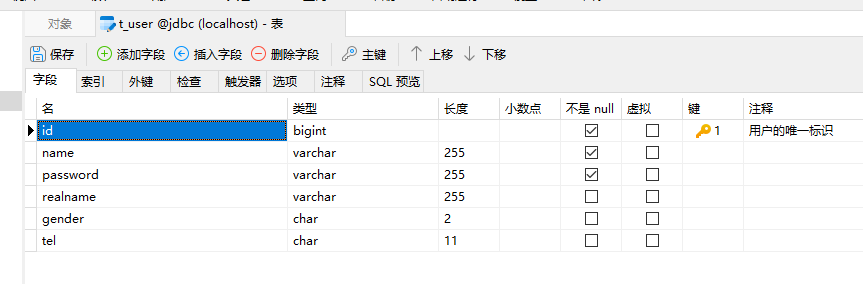 对象 t_user @jdbc (localhost) - 表
保存 添加字段 插入字段 删除字段 主键 上移 下移
字段 索引 外键 检查 触发器 选项 注释 SQL 预览
名 类型 长度 小数点 不是 null 虚拟 键 注释
id bigint 1 用户的唯一标识
name varchar 255
password varchar 255
realname varchar 255
gender char 2
tel char 11